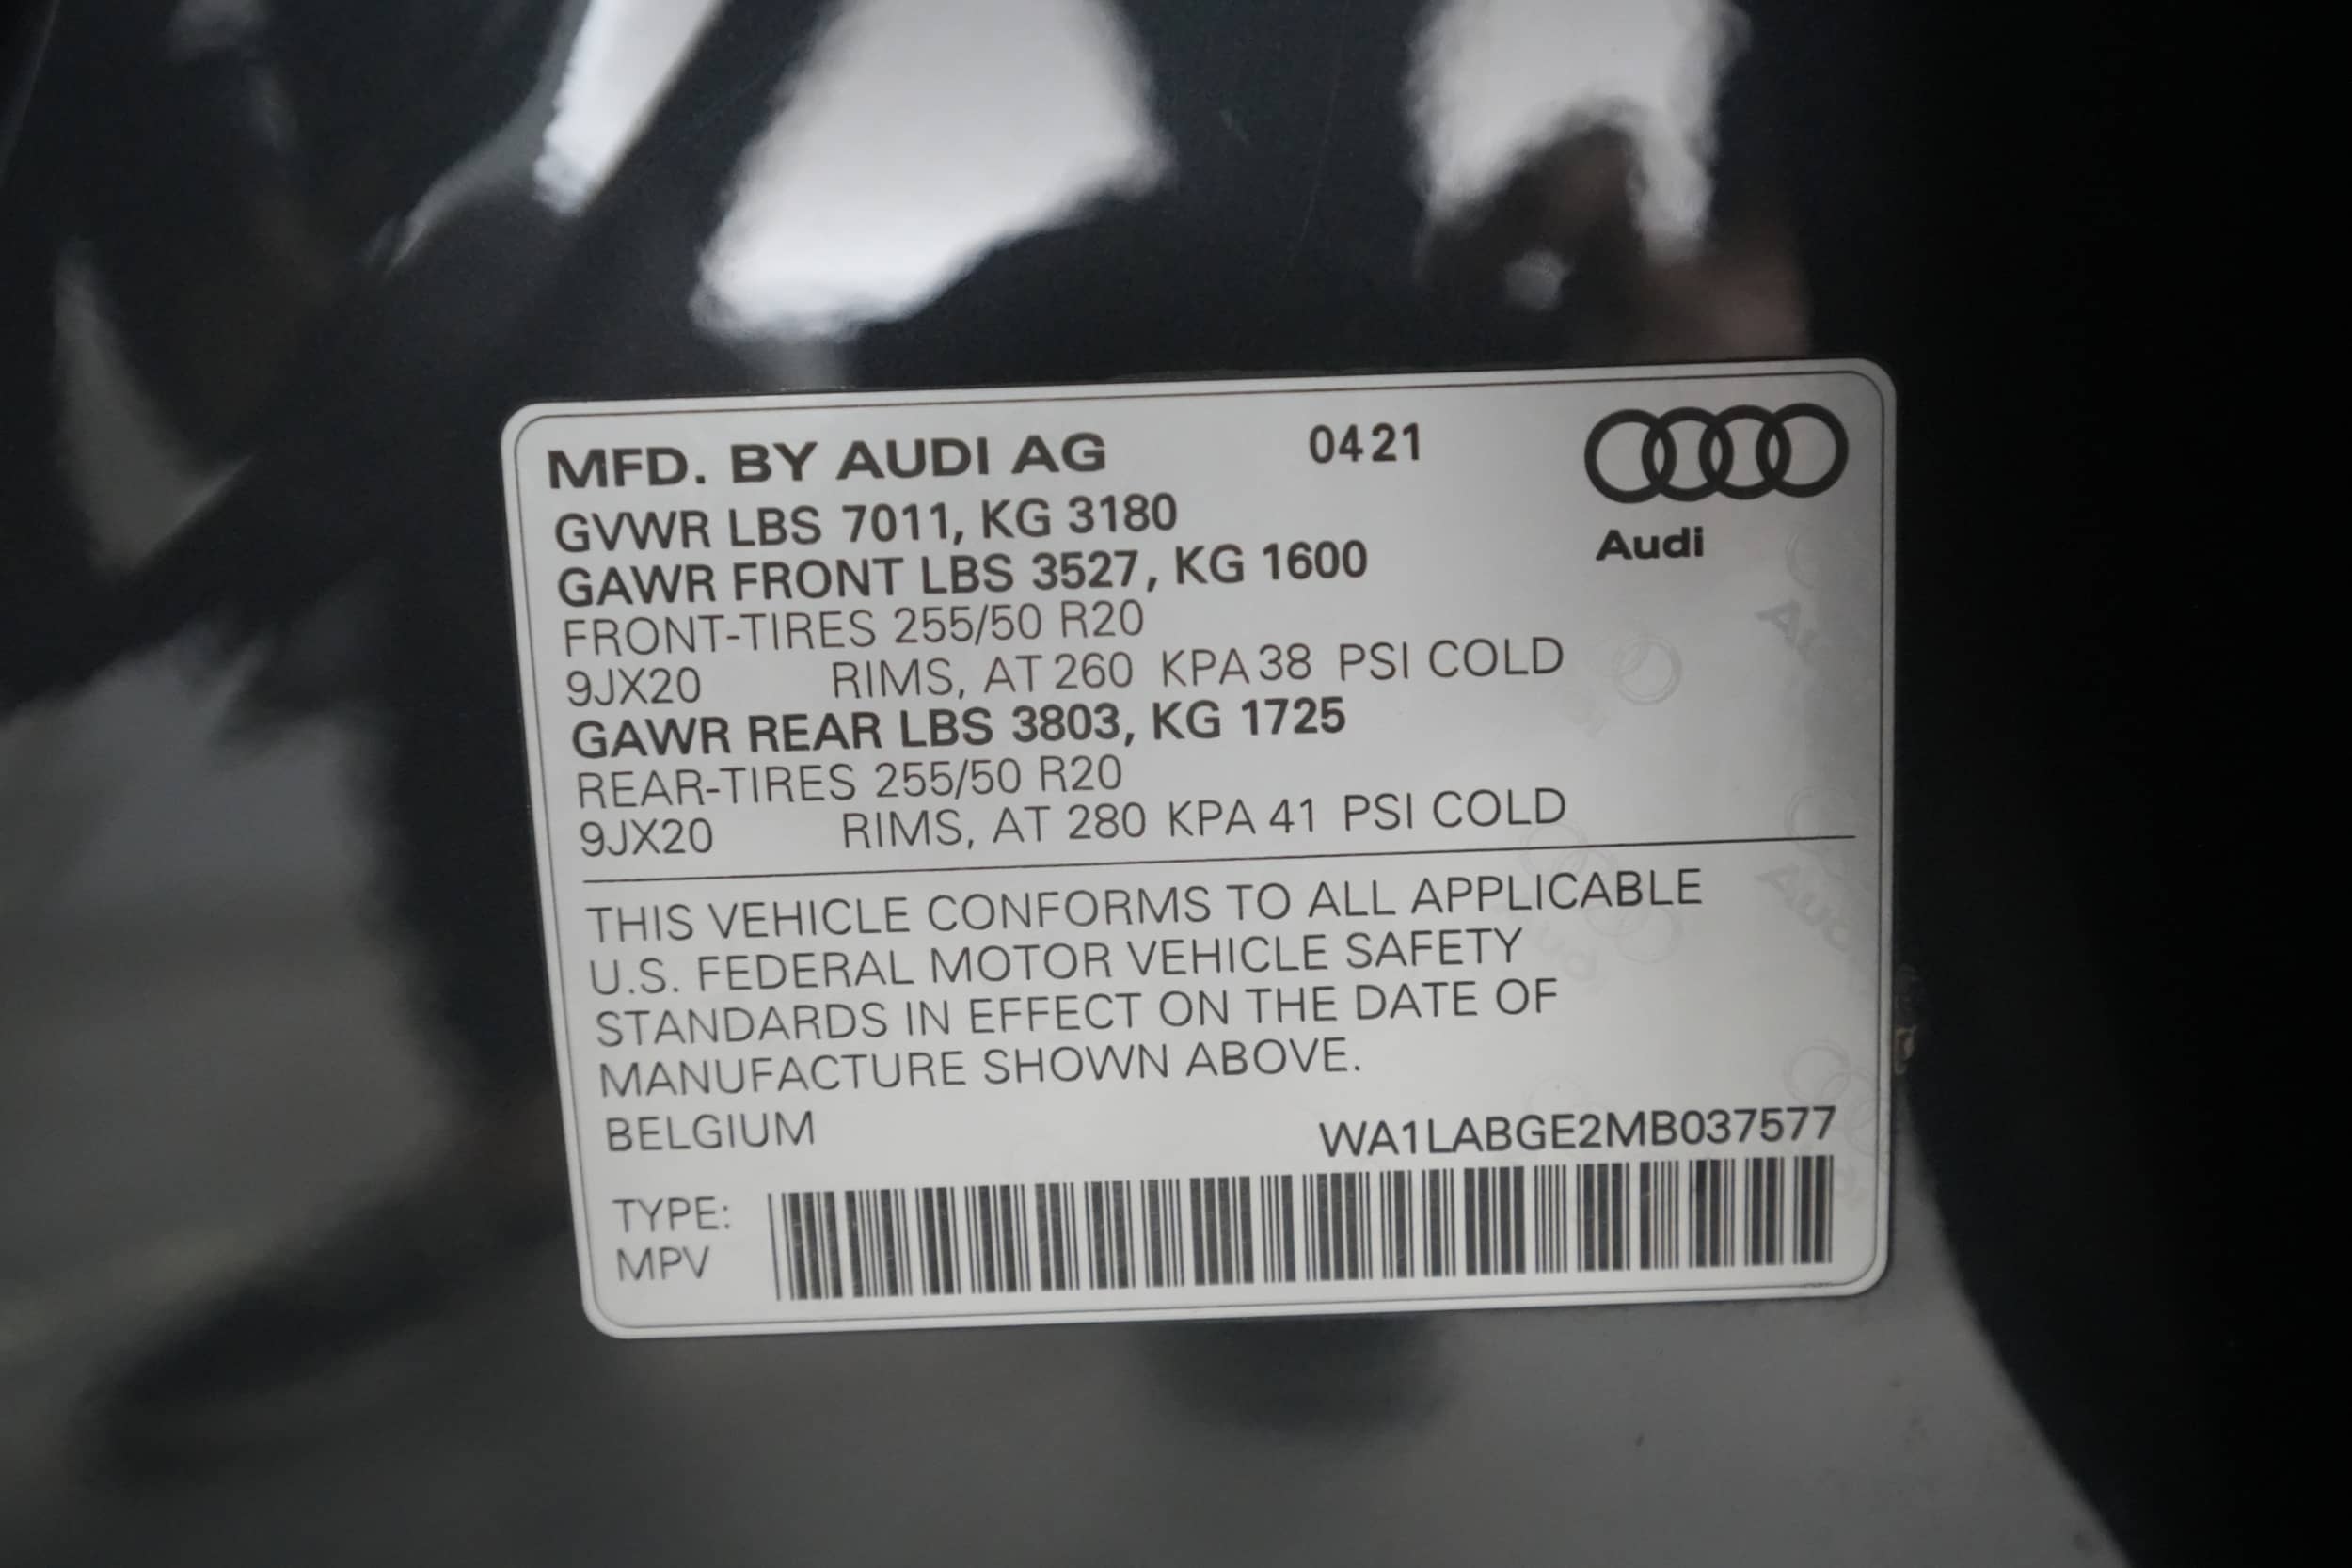 MFD. BY AUDI AG 0421
GVWR LBS 7011, KG 3180
Audi
GAWR FRONT LBS 3527, KG 1600
FRONT-TIRES 255/50 R20
9JX20 RIMS, AT 260 KPA 38 PSI COLD
GAWR REAR LBS 3803, KG 1725
REAR-TIRES 255/50 R20
9JX20 RIMS, AT 280 KPA 41 PSI COLD
THIS VEHICLE CONFORMS TO ALL APPLICABLE
U.S. FEDERAL MOTOR VEHICLE SAFETY
STANDARDS IN EFFECT ON THE DATE OF
MANUFACTURE SHOWN ABOVE.
BELGIUM WA1LABGE2MB037577
TYPE:
MPV